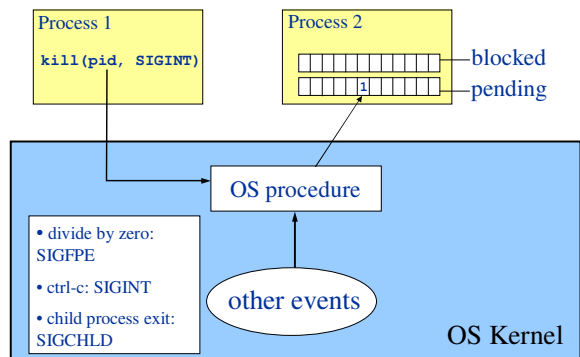 Process 1
kill(pid, SIGINT)
Process 2
blocked
1
pending
OS procedure
• divide by zero:
SIGFPE
• ctrl-c: SIGINT
• child process exit:
SIGCHLD
other events
OS Kernel